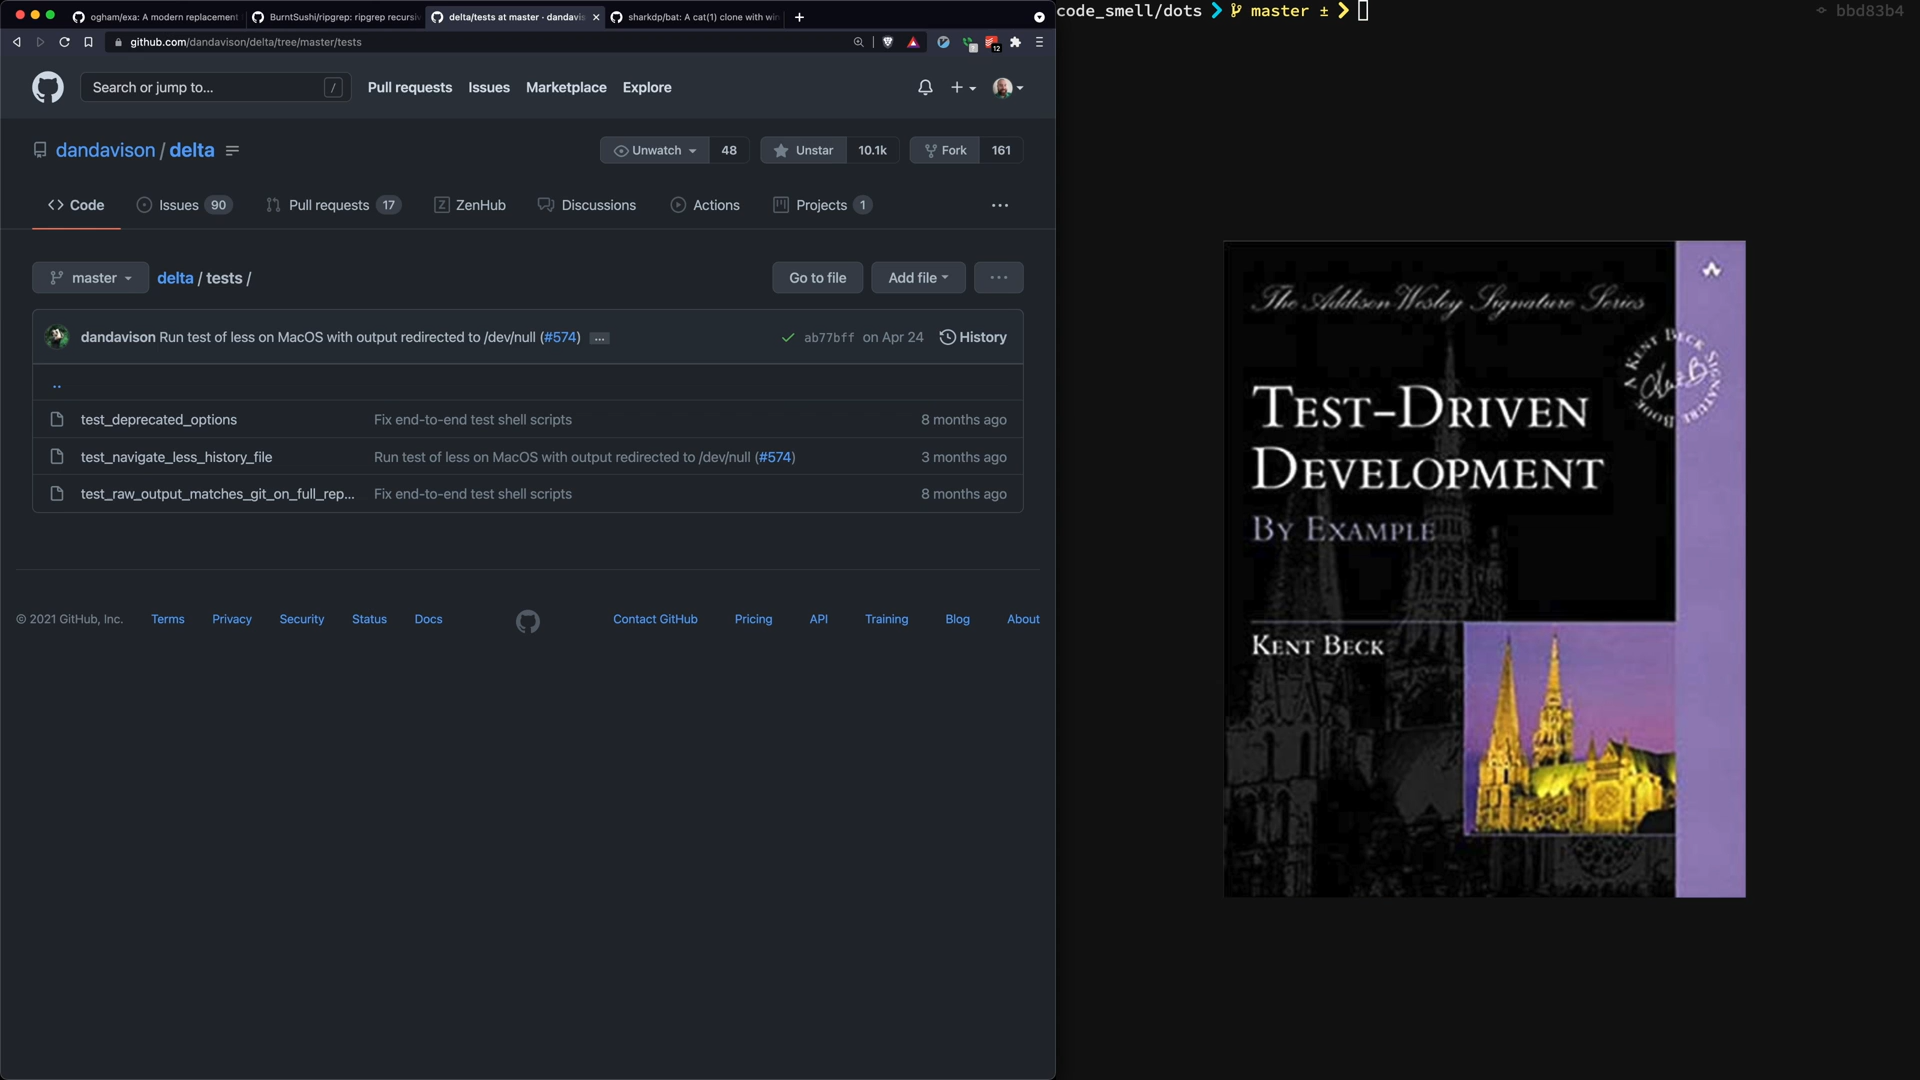 ogham/exa: A modern replacement
BurntSushi/ripgrep: ripgrep recursiv
delta/tests at master · dandavis
sharkdp/bat: A cat(1) clone with win
github.com/dandavison/delta/tree/master/tests
12
code_smell/dots master ±
bbd83b4
Search or jump to... /
Pull requests Issues Marketplace Explore
dandavison / delta
Unwatch 48 Unstar 10.1k Fork 161
Code Issues 90 Pull requests 17 ZenHub Discussions Actions Projects 1 ...
master delta / tests / Go to file Add file ...
dandavison Run test of less on MacOS with output redirected to /dev/null (#574) ... ab77bff on Apr 24 History
..
test_deprecated_options Fix end-to-end test shell scripts 8 months ago
test_navigate_less_history_file Run test of less on MacOS with output redirected to /dev/null (#574) 3 months ago
test_raw_output_matches_git_on_full_rep... Fix end-to-end test shell scripts 8 months ago
© 2021 GitHub, Inc. Terms Privacy Security Status Docs Contact GitHub Pricing API Training Blog About
The Addison Wesley Signature Series
A KENT BECK SIGNATURE BOOK
TEST-DRIVEN
DEVELOPMENT
BY EXAMPLE
KENT BECK